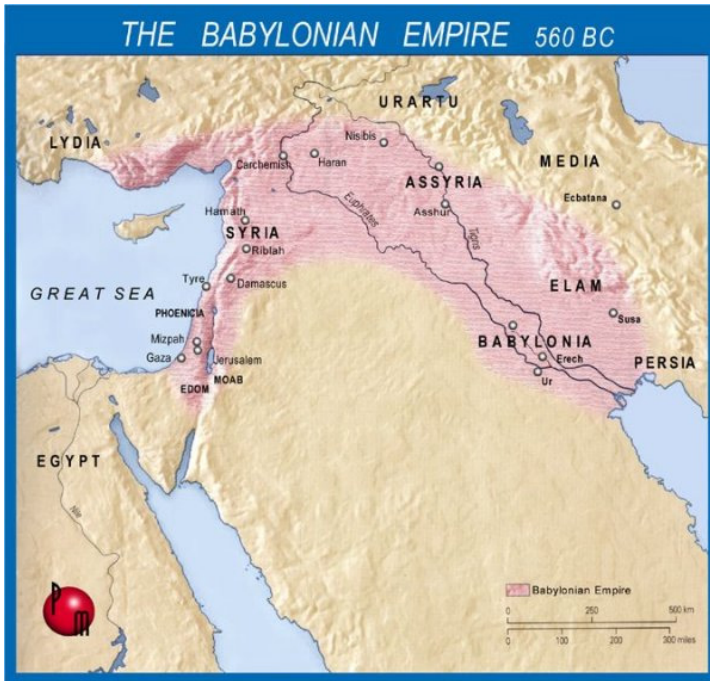 THE BABYLONIAN EMPIRE 560 BC
URARTU
LYDIA
Nisibis
MEDIA
Carchemish
Haran
ASSYRIA
Ecbatana
Euphrates
Asshur
Hamath
Tigris
SYRIA
Riblah
Tyre
Damascus
ELAM
GREAT SEA
PHOENICIA
Susa
BABYLONIA
Mizpah
Gaza
Jerusalem
Erech
PERSIA
MOAB
EDOM
Ur
EGYPT
Nile
Babylonian Empire
0 250 500 km
0 100 200 300 miles
P
M